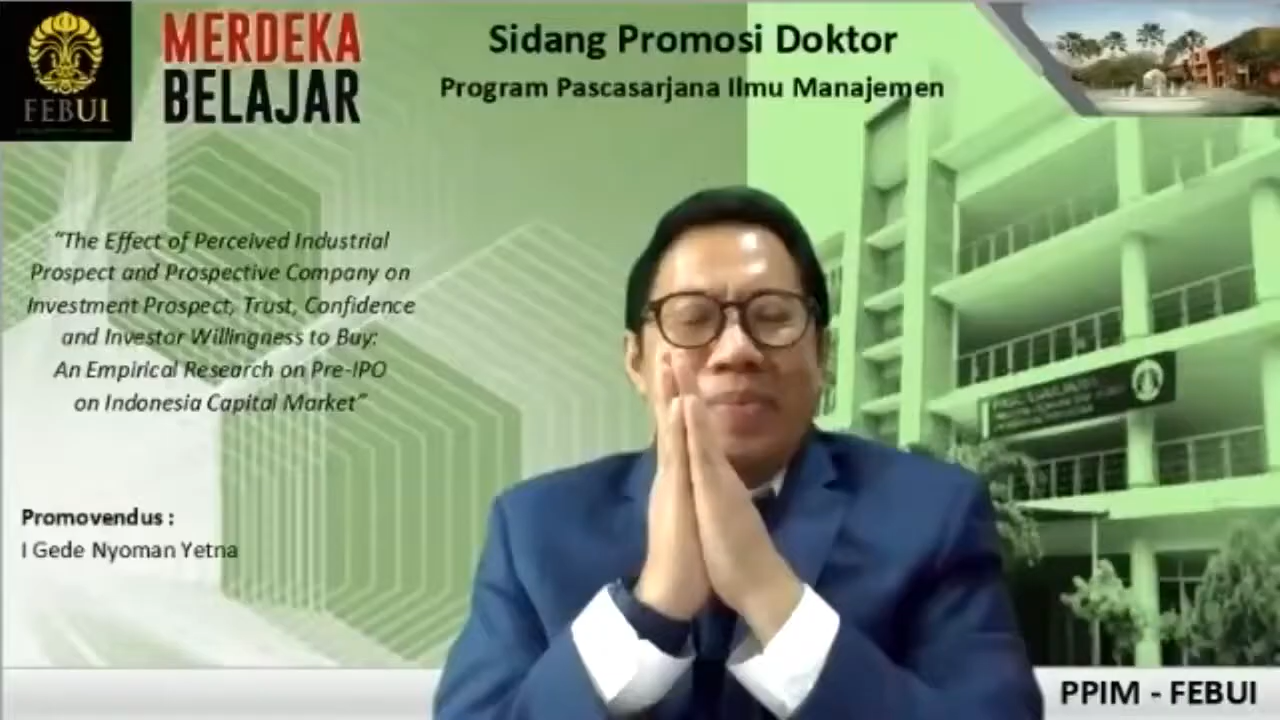 FEBUI
MERDEKA
BELAJAR
Sidang Promosi Doktor
Program Pascasarjana Ilmu Manajemen
“The Effect of Perceived Industrial
Prospect and Prospective Company on
Investment Prospect, Trust, Confidence
and Investor Willingness to Buy:
An Empirical Research on Pre-IPO
on Indonesia Capital Market”
Promovendus :
I Gede Nyoman Yetna
PPIM - FEBUI